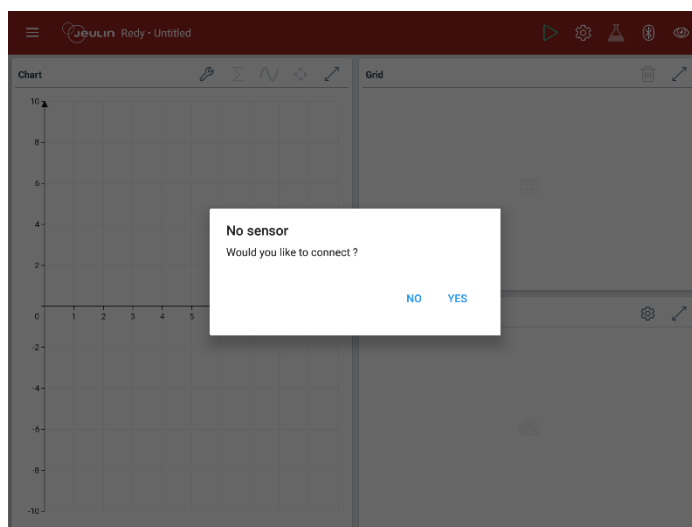 Jeulin Redy • Untitled
Chart
Grid
10
8
6
4
2
0 1 2 3 4 5
-2
-4
-6
-8
-10
No sensor
Would you like to connect ?
NO YES